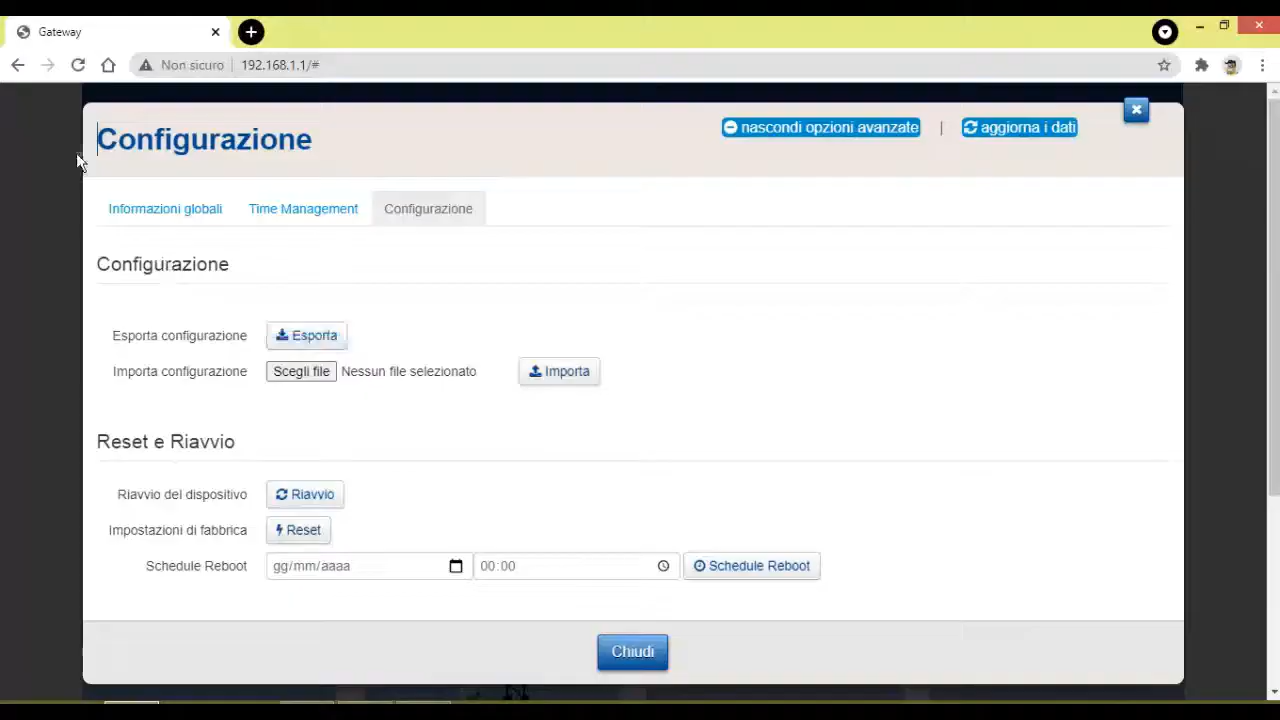 Gateway
Non sicuro 192.168.1.1/#
Configurazione
nascondi opzioni avanzate | aggiorna i dati
Informazioni globali Time Management Configurazione
Configurazione
Esporta configurazione Esporta
Importa configurazione Scegli file Nessun file selezionato Importa
Reset e Riavvio
Riavvio del dispositivo Riavvio
Impostazioni di fabbrica Reset
Schedule Reboot gg/mm/aaaa 00:00 Schedule Reboot
Chiudi